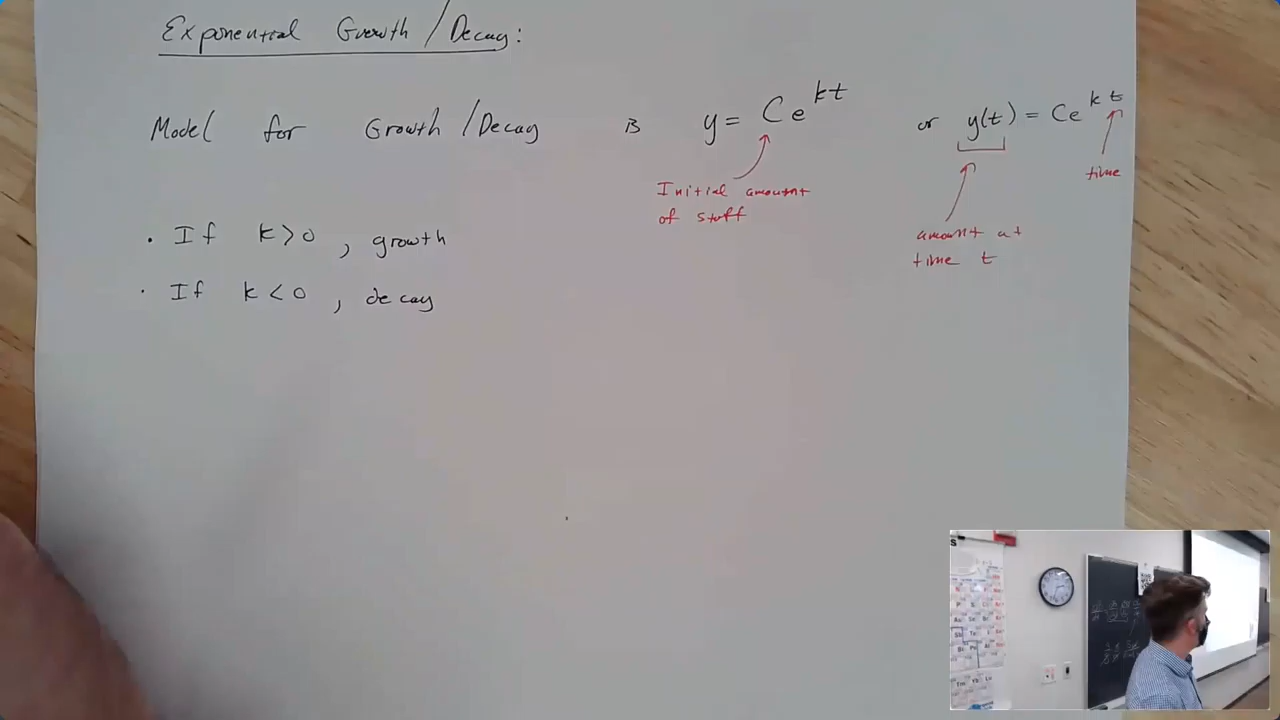 Exponential Growth/Decay:
Model for Growth/Decay is y = Ce^{kt} or y(t) = Ce^{kt}
Initial amount
of stuff
time
amount at
time t
• If k>0, growth
• If k<0, decay